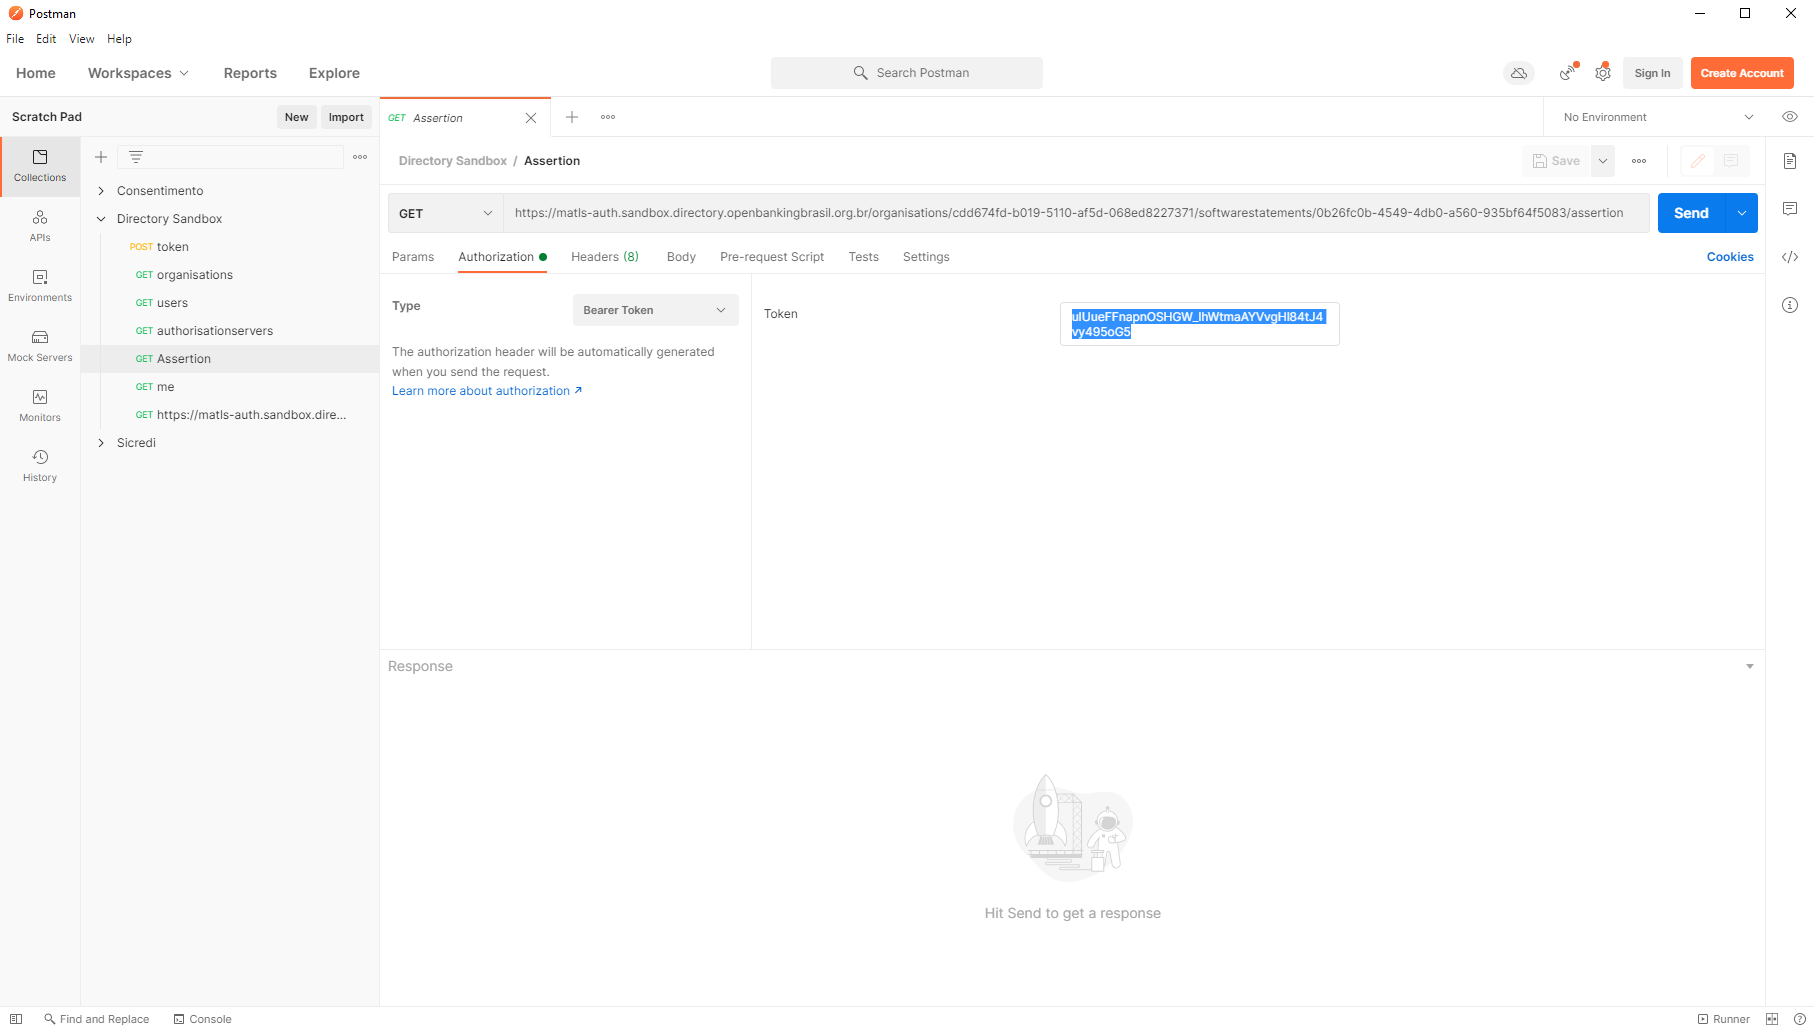 Postman
File Edit View Help
Home Workspaces Reports Explore
Search Postman
Sign In
Create Account
Scratch Pad
New
Import
GET Assertion
No Environment
Collections
APIs
Environments
Mock Servers
Monitors
History
Consentimento
Directory Sandbox
POST token
GET organisations
GET users
GET authorisationservers
GET Assertion
GET me
GET https://matls-auth.sandbox.dire...
Sicredi
Directory Sandbox / Assertion
Save
GET
https://matls-auth.sandbox.directory.openbankingbrasil.org.br/organisations/cdd674fd-b019-5110-af5d-068ed8227371/softwarestatements/0b26fc0b-4549-4db0-a560-935bf64f5083/assertion
Send
Params Authorization Headers (8) Body Pre-request Script Tests Settings
Cookies
Type
Bearer Token
The authorization header will be automatically generated
when you send the request.
Learn more about authorization
Token
vy495oG5
Response
Hit Send to get a response
Find and Replace
Console
Runner